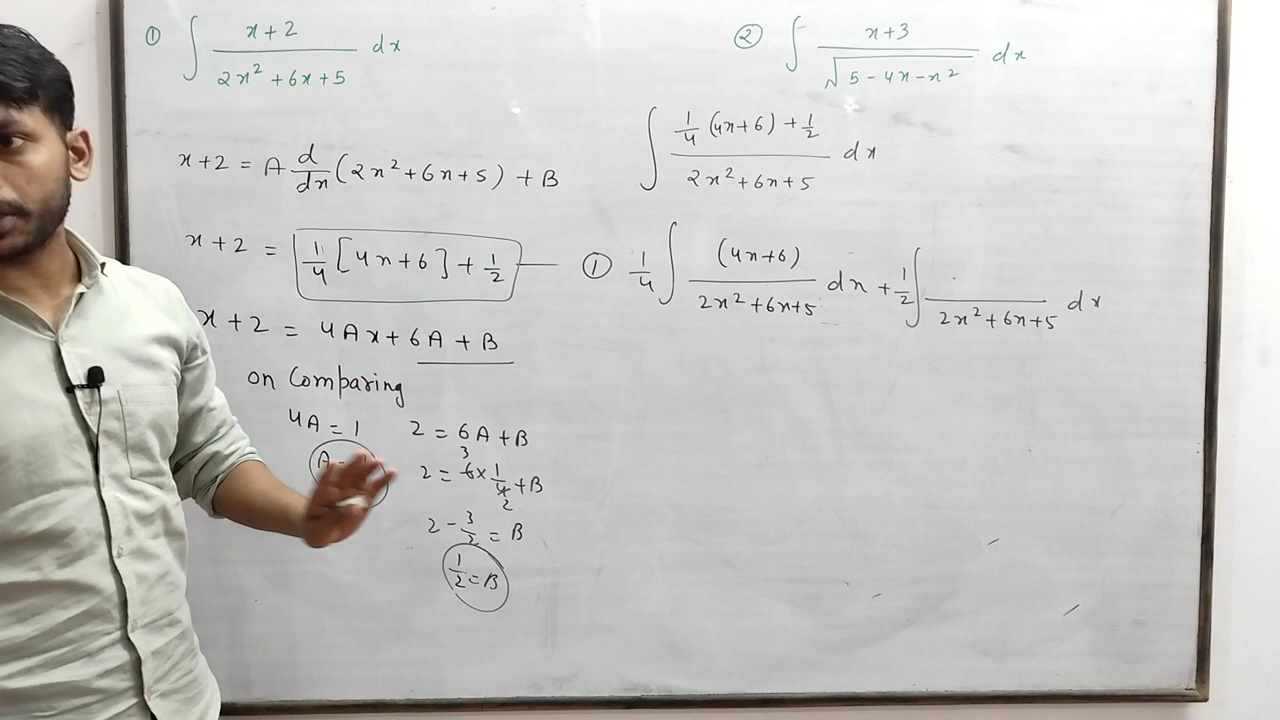 ① ∫ x+2 / 2x² +6x+5 dx
x+2 = A d/dx (2x²+6x+5) + B
x+2 = 1/4 [4x+6] + 1/2
x+2 = 4Ax+6A+B
on Comparing
4A = 1
2 = 6A+B
2 = 6× 1/4 +B
3
2
2 - 3/2 = B
1/2 = B
② ∫ x+3 / √5-4x-x² dx
∫ 1/4 (4x+6) + 1/2 / 2x²+6x+5 dx
① 1/4 ∫ (4x+6) / 2x²+6x+5 dx + 1/2 ∫ / 2x²+6x+5 dx